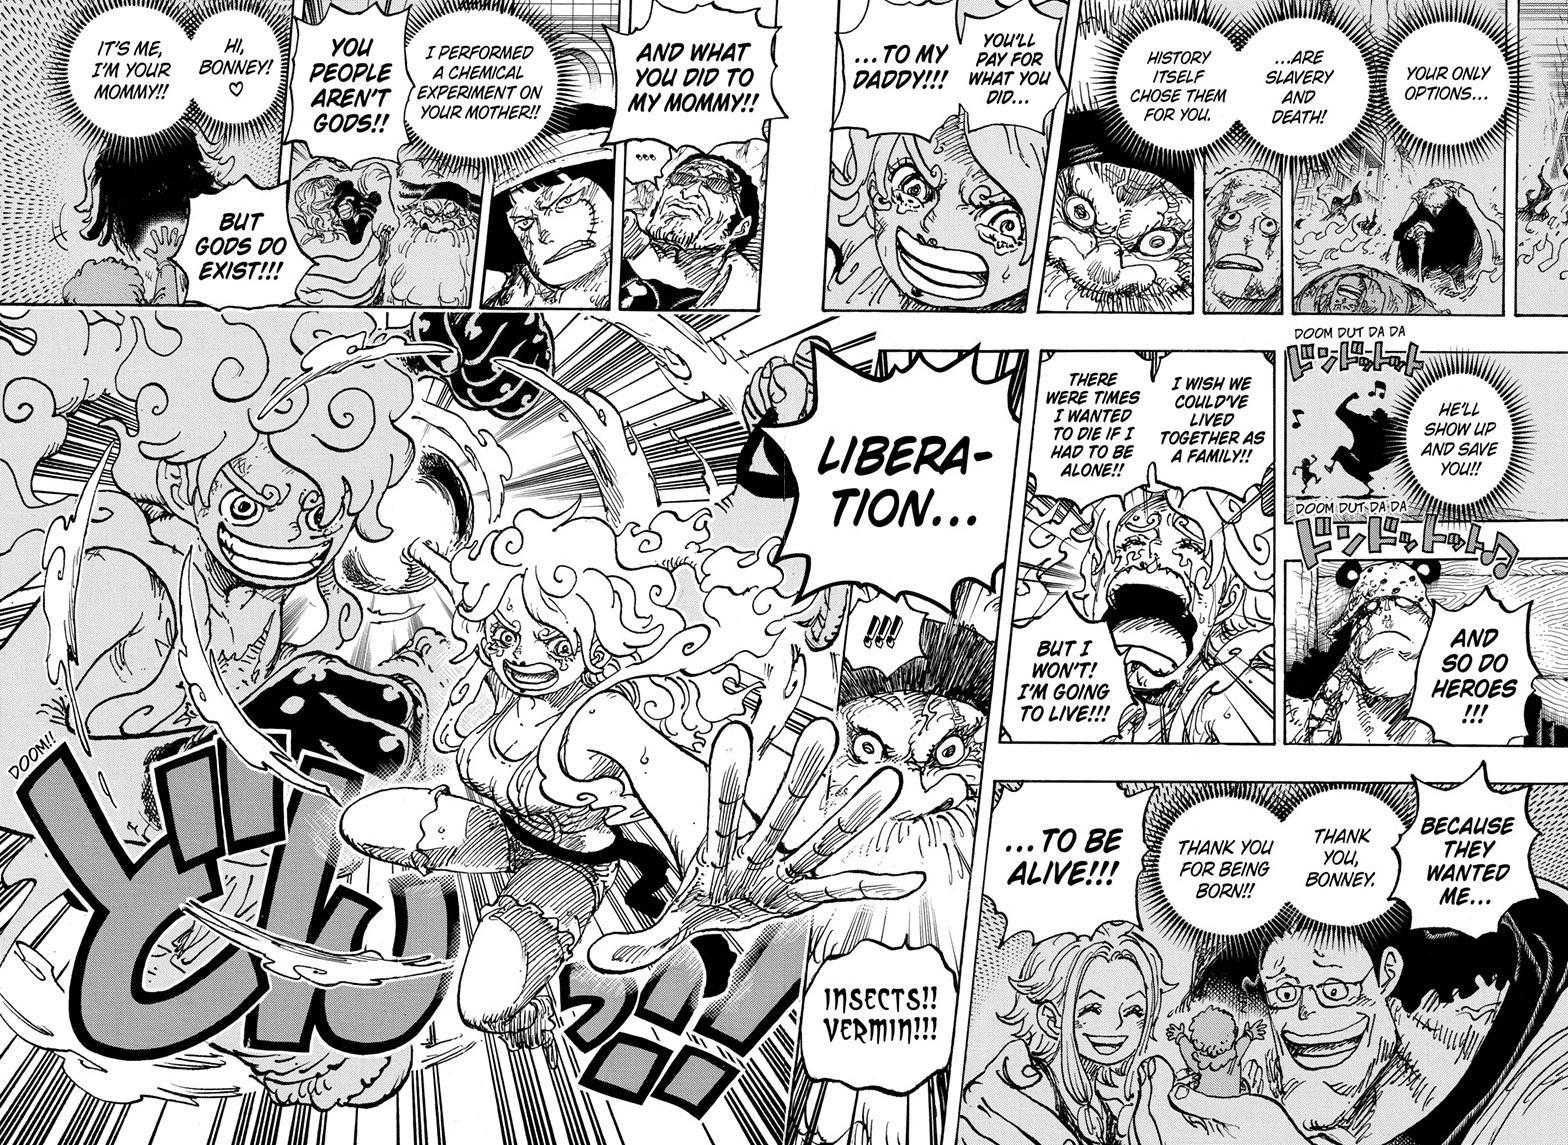 YOUR ONLY
OPTIONS...
...ARE
SLAVERY
AND
DEATH!
HISTORY
ITSELF
CHOSE THEM
FOR YOU.
YOU'LL
PAY FOR
WHAT YOU
DID...
...TO MY
DADDY!!!
AND WHAT
YOU DID TO
MY MOMMY!!
...
I PERFORMED
A CHEMICAL
EXPERIMENT ON
YOUR MOTHER!!
YOU
PEOPLE
AREN'T
GODS!!
HI,
BONNEY!
♡
IT'S ME,
I'M YOUR
MOMMY!!
BUT
GODS DO
EXIST!!!
DOOM DUT DA DA
ドンドットット
HE'LL
SHOW UP
AND SAVE
YOU!!
DOOM DUT DA DA
ドンドットット♪
AND
SO DO
HEROES
!!!
I WISH WE
COULD'VE
LIVED
TOGETHER AS
A FAMILY!!
THERE
WERE TIMES
I WANTED
TO DIE IF I
HAD TO BE
ALONE!!
BUT I
WON'T!
I'M GOING
TO LIVE!!!
BECAUSE
THEY
WANTED
ME...
THANK
YOU,
BONNEY.
THANK YOU
FOR BEING
BORN!!
...TO BE
ALIVE!!!
LIBERA-
TION...
!!!
INSECTS!!
VERMIN!!!
DOOM!!
どんッ!!